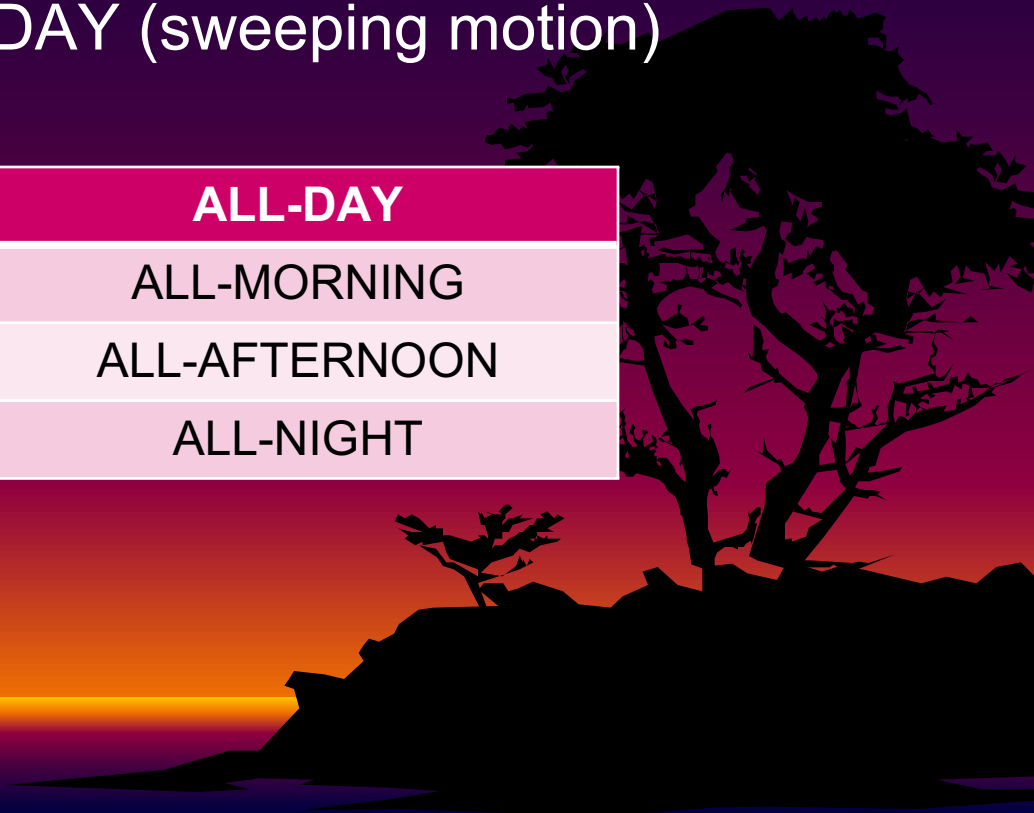 DAY (sweeping motion)
ALL-DAY
ALL-MORNING
ALL-AFTERNOON
ALL-NIGHT